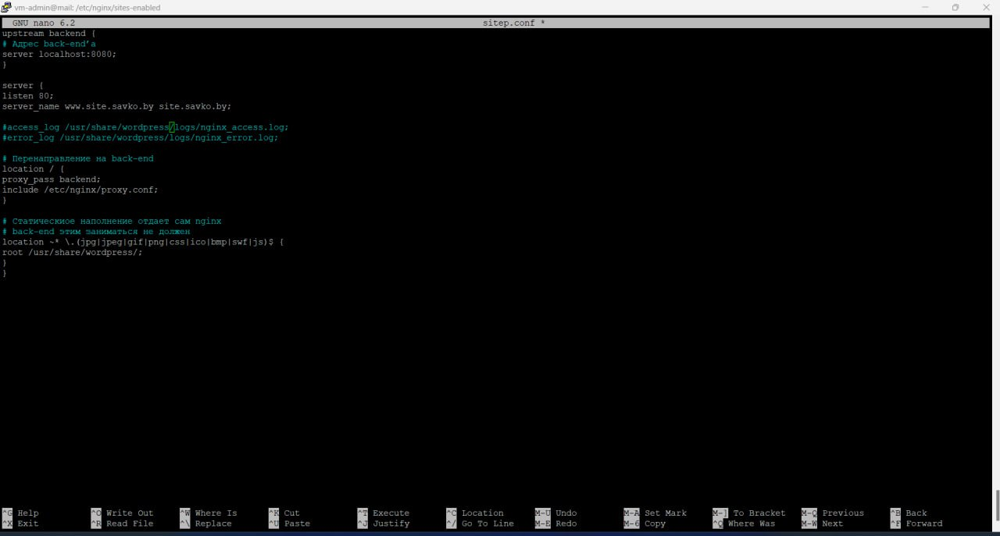 vm-admin@mail: /etc/nginx/sites-enabled
GNU nano 6.2 sitep.conf *
upstream backend {
# Адрес back-end'а
server localhost:8080;
}
server {
listen 80;
server_name www.site.savko.by site.savko.by;
#access_log /usr/share/wordpress/logs/nginx_access.log;
#error_log /usr/share/wordpress/logs/nginx_error.log;
# Перенаправление на back-end
location / {
proxy_pass backend;
include /etc/nginx/proxy.conf;
}
# Статическиое наполнение отдает сам nginx
# back-end этим заниматься не должен
location ~* \.(jpg|jpeg|gif|png|css|ico|bmp|swf|js)$ {
root /usr/share/wordpress/;
}
}
^G Help ^O Write Out ^W Where Is ^K Cut ^T Execute ^C Location M-U Undo M-A Set Mark M-] To Bracket M-Q Previous ^B Back
^X Exit ^R Read File ^\ Replace ^U Paste ^J Justify ^/ Go To Line M-E Redo M-6 Copy ^Q Where Was M-W Next ^F Forward